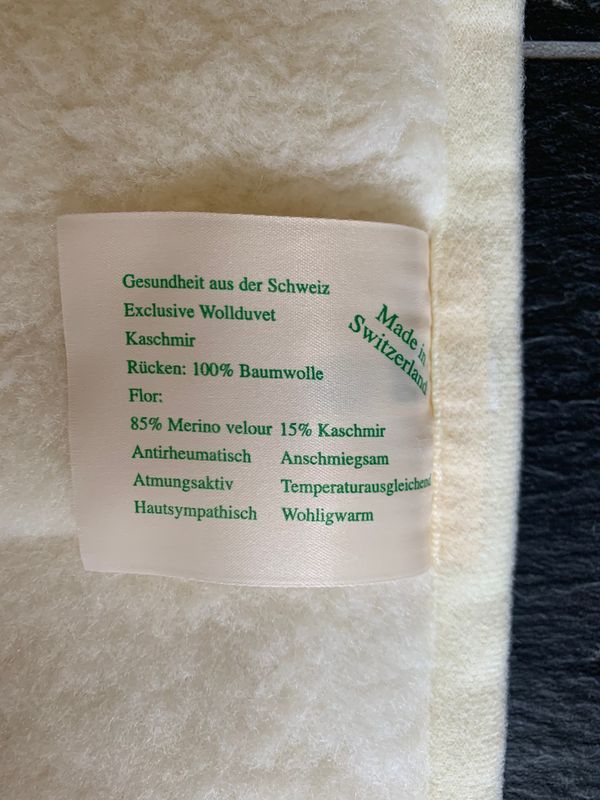 Gesundheit aus der Schweiz
Exclusive Wollduvet
Kaschmir
Rücken: 100% Baumwolle
Flor:
85% Merino velour 15% Kaschmir
Antirheumatisch Anschmiegsam
Atmungsaktiv Temperaturausgleichend
Hautsympathisch Wohligwarm
Made in
Switzerland